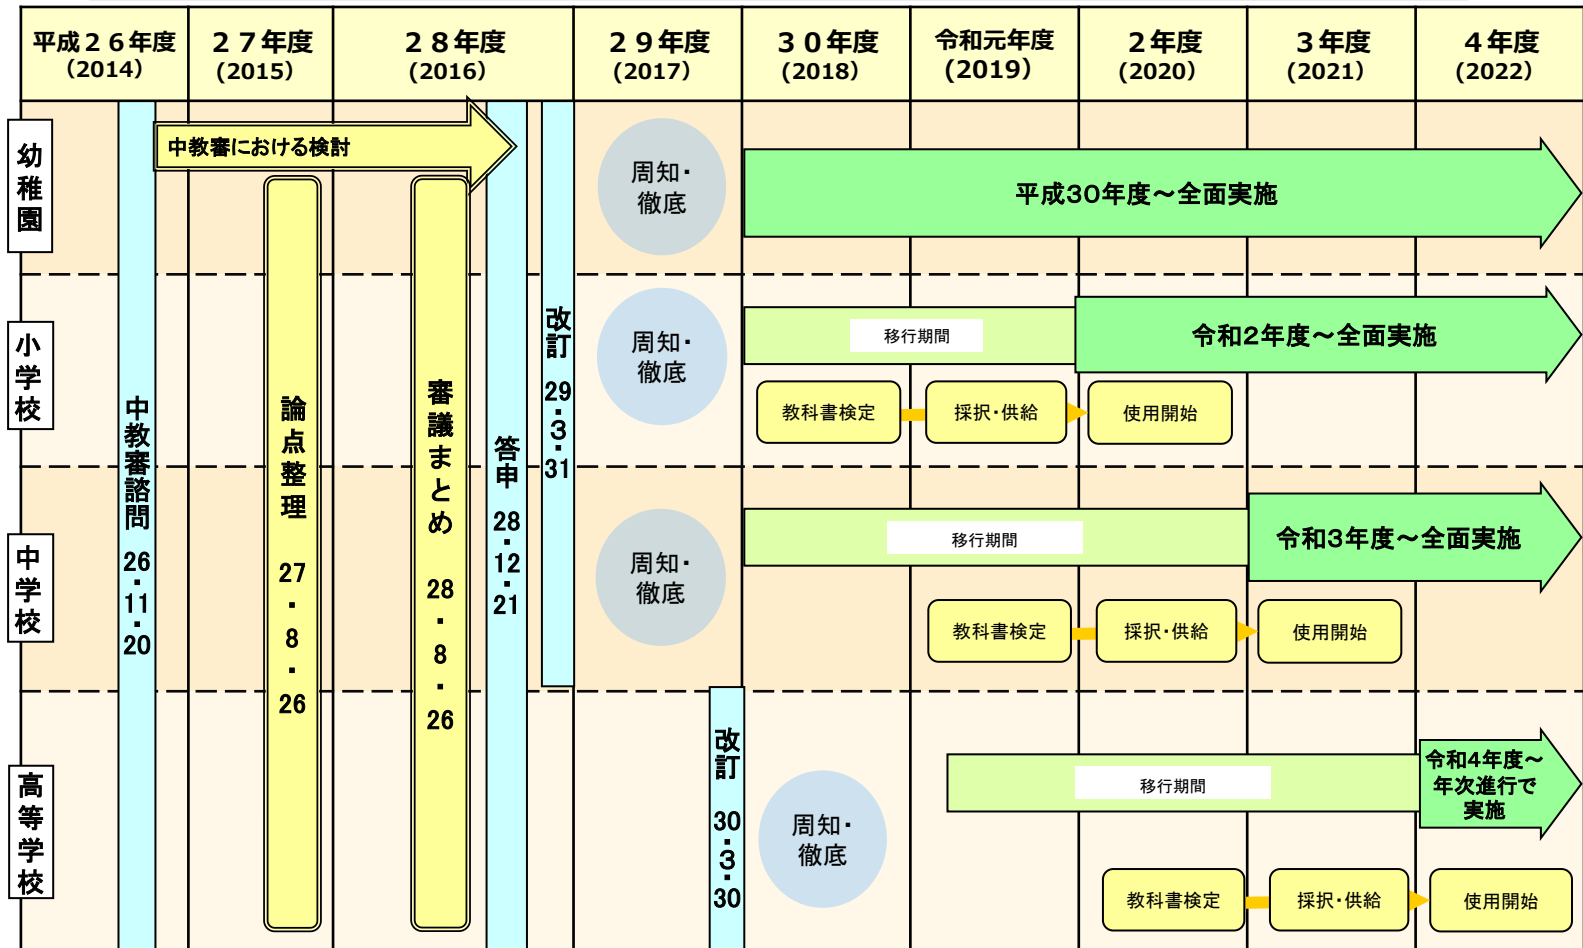 平成２６年度
（2014）
２７年度
（2015）
２８年度
（2016）
２９年度
（2017）
３０年度
（2018）
令和元年度
（2019）
２年度
（2020）
３年度
（2021）
４年度
（2022）
幼稚園
中教審における検討
周知・
徹底
平成30年度～全面実施
小学校
周知・
徹底
移行期間
令和2年度～全面実施
教科書検定
採択・供給
使用開始
中教審諮問 26・11・20
論点整理 27・8・26
審議まとめ 28・8・26
答申 28・12・21
改訂 29・3・31
中学校
周知・
徹底
移行期間
令和3年度～全面実施
教科書検定
採択・供給
使用開始
高等学校
改訂 30・3・30
周知・
徹底
移行期間
令和4年度～
年次進行で
実施
教科書検定
採択・供給
使用開始